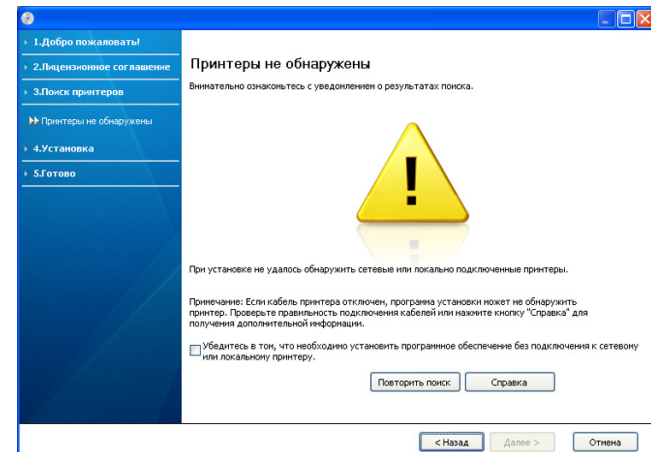 1.Добро пожаловать!
2.Лицензионное соглашение
3.Поиск принтеров
Принтеры не обнаружены
4.Установка
5.Готово
Принтеры не обнаружены
Внимательно ознакомьтесь с уведомлением о результатах поиска.
При установке не удалось обнаружить сетевые или локально подключенные принтеры.
Примечание: Если кабель принтера отключен, программа установки может не обнаружить
принтер. Проверьте правильность подключения кабелей или нажмите кнопку "Справка" для
получения дополнительной информации.
Убедитесь в том, что необходимо установить программное обеспечение без подключения к сетевому
или локальному принтеру.
Повторить поиск Справка
< Назад Далее > Отмена